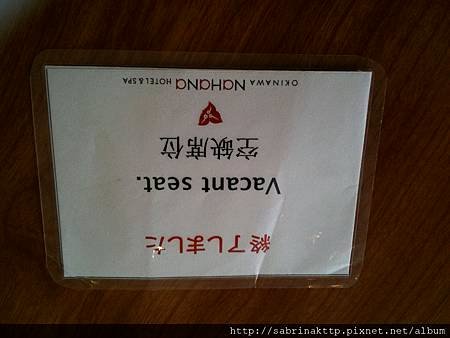 終了しました
Vacant seat.
空缺席位
OKINAWA NaHaNa HOTEL & SPA
http://sabrinakttp.pixnet.net/album